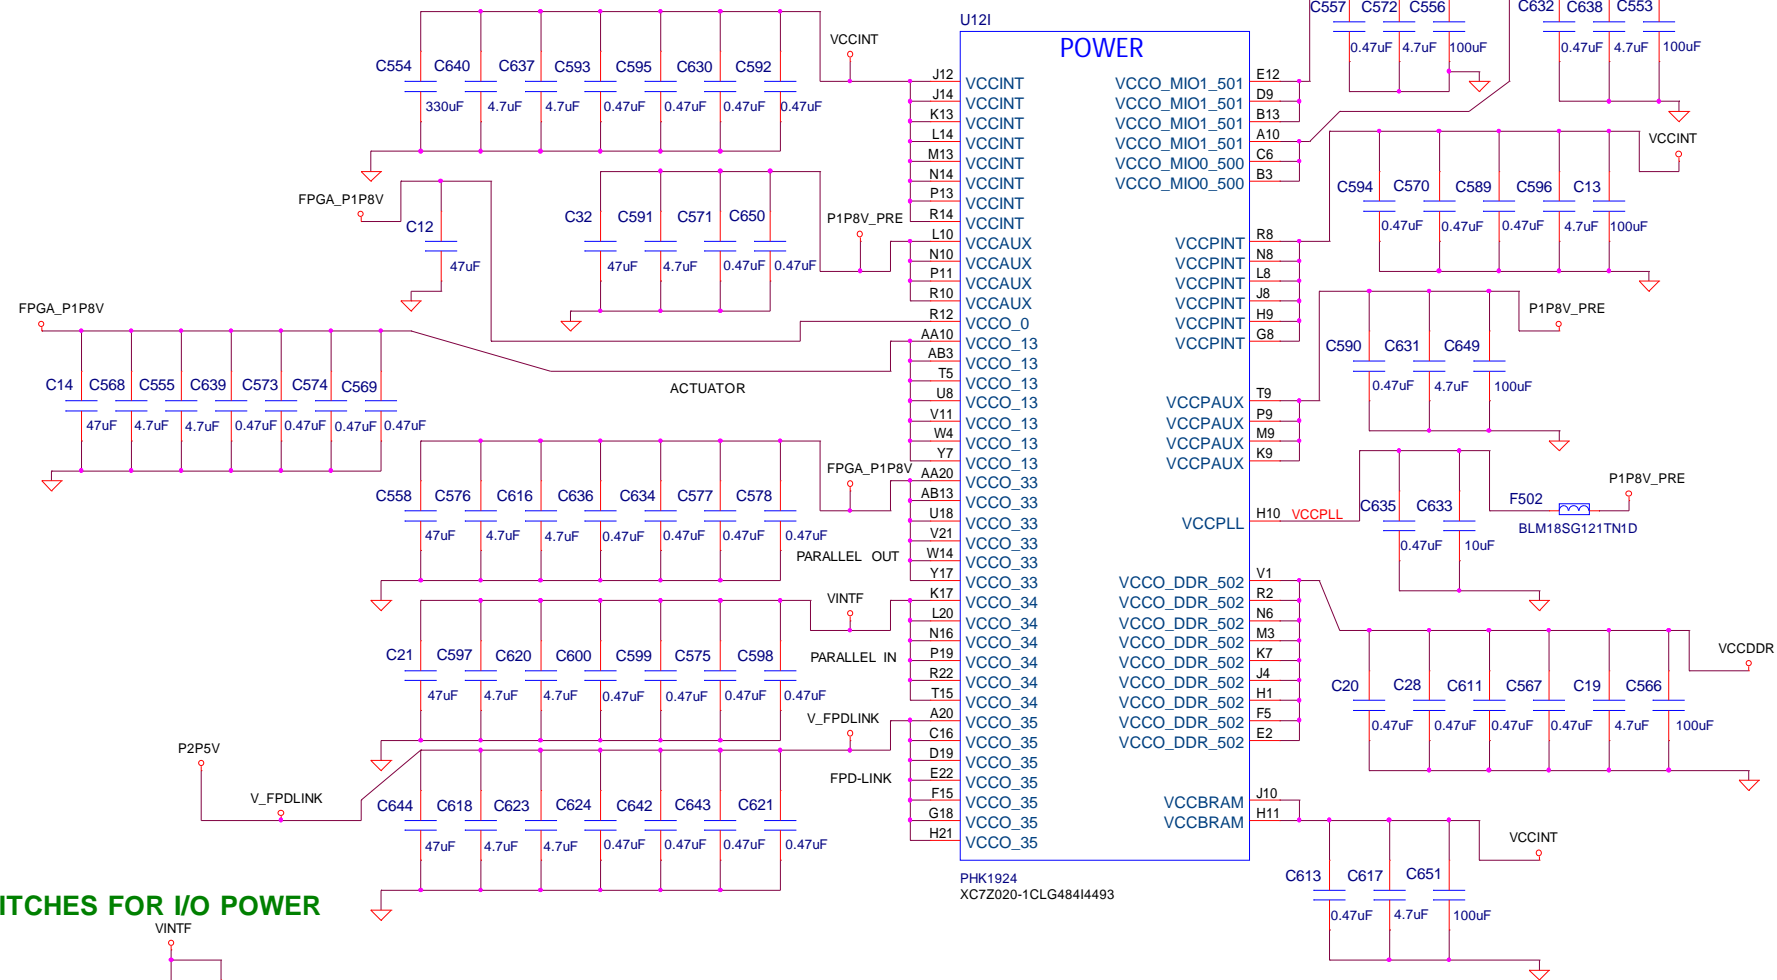 U12I
POWER
C557 C572 C556
0.47uF 4.7uF 100uF
C632 C638 C553
0.47uF 4.7uF 100uF
VCCINT
C554 C640 C637 C593 C595 C630 C592
330uF 4.7uF 4.7uF 0.47uF 0.47uF 0.47uF 0.47uF
J12 VCCINT
J14 VCCINT
K13 VCCINT
L14 VCCINT
M13 VCCINT
N14 VCCINT
P13 VCCINT
R14 VCCINT
L10 VCCAUX
N10 VCCAUX
P11 VCCAUX
R10 VCCAUX
R12 VCCO_0
AA10 VCCO_13
AB3 VCCO_13
T5 VCCO_13
U8 VCCO_13
V11 VCCO_13
W4 VCCO_13
Y7 VCCO_13
AA20 VCCO_33
AB13 VCCO_33
U18 VCCO_33
V21 VCCO_33
W14 VCCO_33
Y17 VCCO_33
K17 VCCO_34
L20 VCCO_34
N16 VCCO_34
P19 VCCO_34
R22 VCCO_34
T15 VCCO_34
A20 VCCO_35
C16 VCCO_35
D19 VCCO_35
E22 VCCO_35
F15 VCCO_35
G18 VCCO_35
H21 VCCO_35
VCCO_MIO1_501 E12
VCCO_MIO1_501 D9
VCCO_MIO1_501 B13
VCCO_MIO1_501 A10
VCCO_MIO0_500 C6
VCCO_MIO0_500 B3
VCCPINT R8
VCCPINT N8
VCCPINT L8
VCCPINT J8
VCCPINT H9
VCCPINT G8
VCCPAUX T9
VCCPAUX P9
VCCPAUX M9
VCCPAUX K9
VCCPLL H10 VCCPLL
VCCO_DDR_502 V1
VCCO_DDR_502 R2
VCCO_DDR_502 N6
VCCO_DDR_502 M3
VCCO_DDR_502 K7
VCCO_DDR_502 J4
VCCO_DDR_502 H1
VCCO_DDR_502 F5
VCCO_DDR_502 E2
VCCBRAM J10
VCCBRAM H11
PHK1924
XC7Z020-1CLG484I4493
FPGA_P1P8V
C12
47uF
C32 C591 C571 C650
47uF 4.7uF 0.47uF 0.47uF
P1P8V_PRE
FPGA_P1P8V
C14 C568 C555 C639 C573 C574 C569
47uF 4.7uF 4.7uF 0.47uF 0.47uF 0.47uF 0.47uF
ACTUATOR
FPGA_P1P8V
C558 C576 C616 C636 C634 C577 C578
47uF 4.7uF 4.7uF 0.47uF 0.47uF 0.47uF 0.47uF
PARALLEL OUT
VINTF
C21 C597 C620 C600 C599 C575 C598
47uF 4.7uF 4.7uF 0.47uF 0.47uF 0.47uF 0.47uF
PARALLEL IN
V_FPDLINK
P2P5V
V_FPDLINK
C644 C618 C623 C624 C642 C643 C621
47uF 4.7uF 4.7uF 0.47uF 0.47uF 0.47uF 0.47uF
FPD-LINK
VCCINT
C594 C570 C589 C596 C13
0.47uF 0.47uF 0.47uF 4.7uF 100uF
P1P8V_PRE
C590 C631 C649
0.47uF 4.7uF 100uF
P1P8V_PRE
C635 C633 F502
0.47uF 10uF BLM18SG121TN1D
VCCDDR
C20 C28 C611 C567 C19 C566
0.47uF 0.47uF 0.47uF 0.47uF 4.7uF 100uF
VCCINT
C613 C617 C651
0.47uF 4.7uF 100uF
ITCHES FOR I/O POWER
VINTF